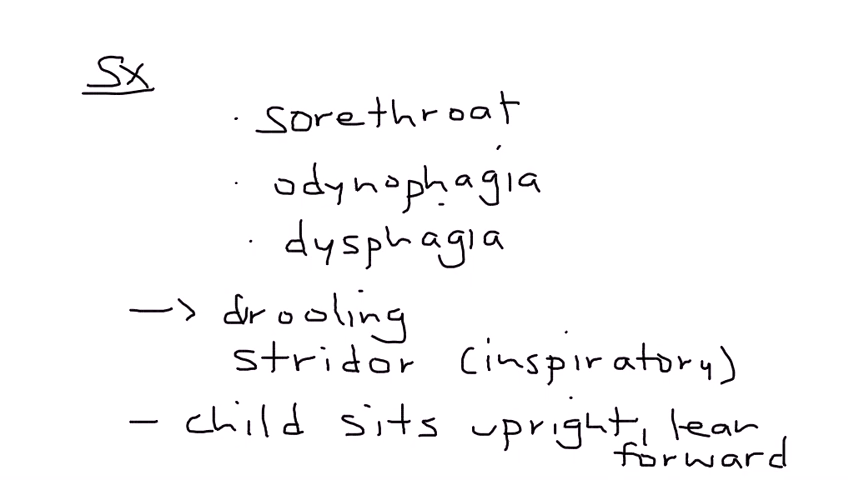 Sx
· sorethroat
· odynophagia
· dysphagia
—> drooling
stridor (inspiratory)
- child sits upright, lean
forward